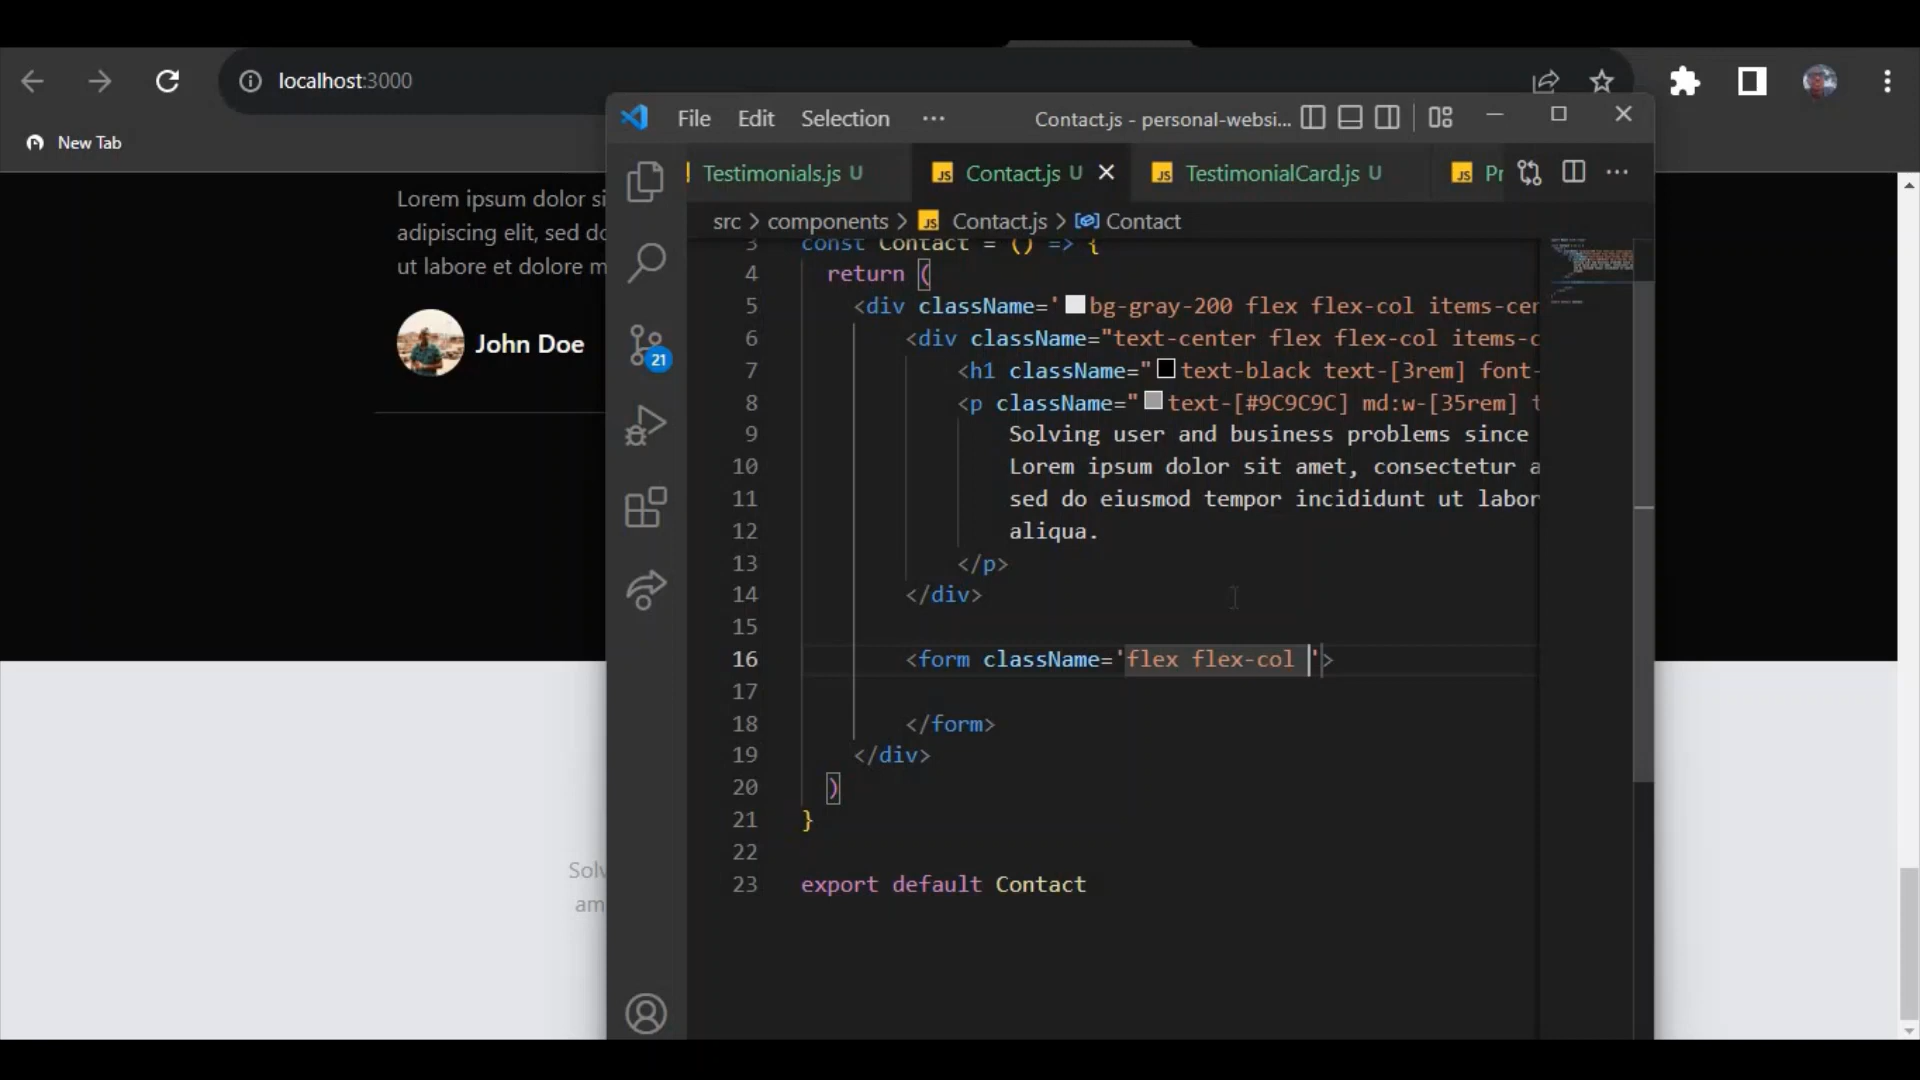 localhost:3000
New Tab
File Edit Selection ··· Contact.js - personal-websi...
Testimonials.js U
JS Contact.js U
JS TestimonialCard.js U
JS Pr
src > components > JS Contact.js > Contact
3 const Contact = () => {
4 return (
5 <div className='bg-gray-200 flex flex-col items-cen
6 <div className="text-center flex flex-col items-c
7 <h1 className="text-black text-[3rem] font-
8 <p className="text-[#9C9C9C] md:w-[35rem] t
9 Solving user and business problems since
10 Lorem ipsum dolor sit amet, consectetur a
11 sed do eiusmod tempor incididunt ut labor
12 aliqua.
13 </p>
14 </div>
15
16 <form className='flex flex-col '>
17
18 </form>
19 </div>
20 )
21 }
22
23 export default Contact
21
Lorem ipsum dolor si
adipiscing elit, sed do
ut labore et dolore m
John Doe
Solv
am